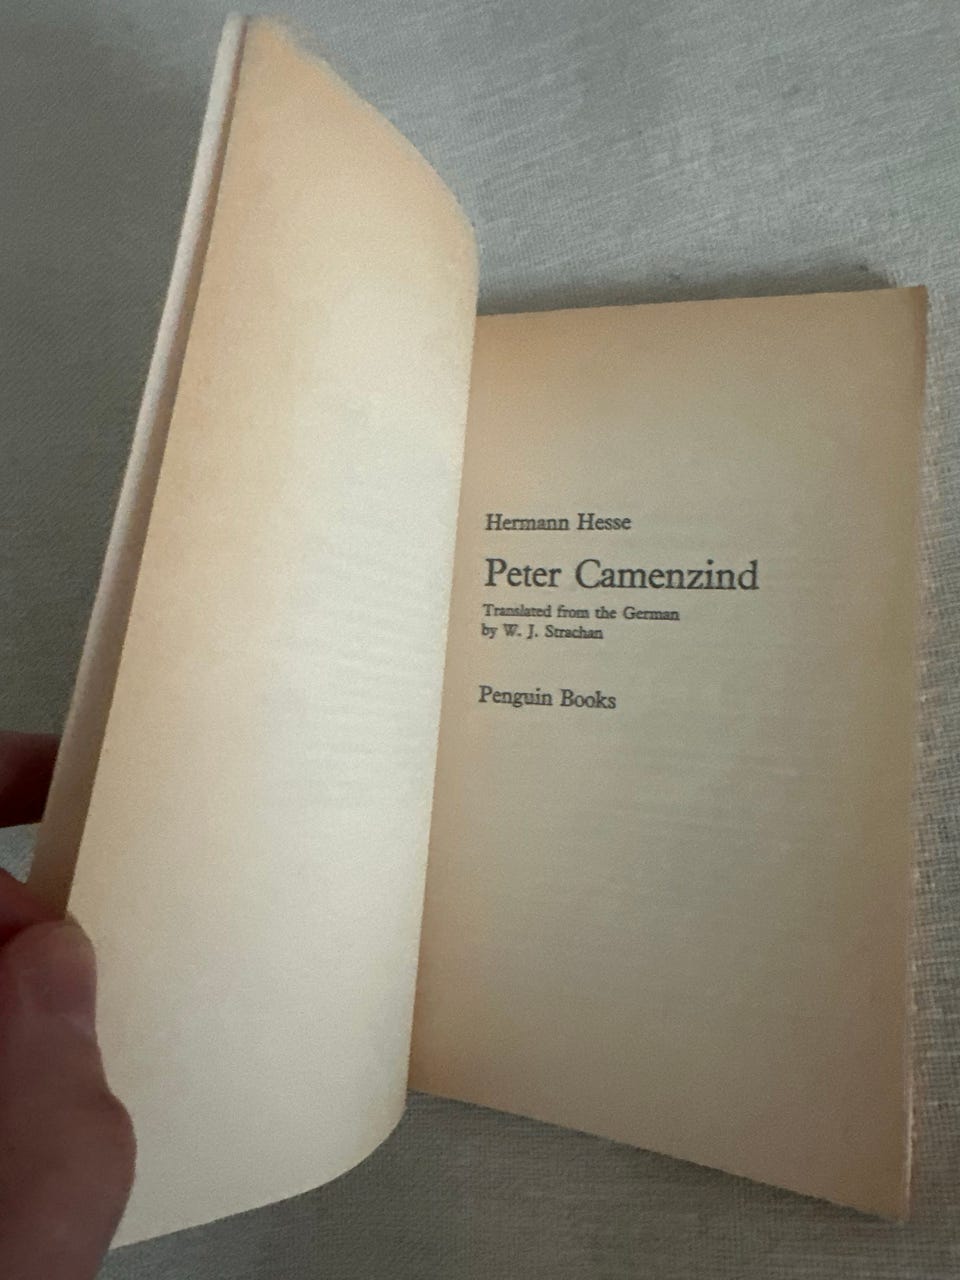 Hermann Hesse
Peter Camenzind
Translated from the German
by W. J. Strachan
Penguin Books